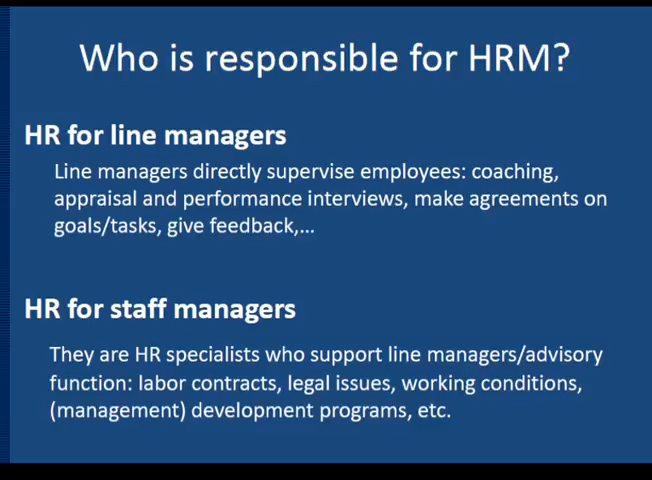 Who is responsible for HRM?
HR for line managers
Line managers directly supervise employees: coaching,
appraisal and performance interviews, make agreements on
goals/tasks, give feedback,...
HR for staff managers
They are HR specialists who support line managers/advisory
function: labor contracts, legal issues, working conditions,
(management) development programs, etc.